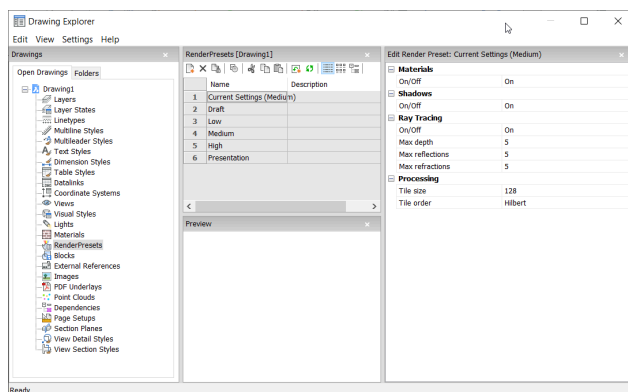 Drawing Explorer
Edit View Settings Help
Drawings
Open Drawings Folders
Drawing1
Layers
Layer States
Linetypes
Multiline Styles
Multileader Styles
Text Styles
Dimension Styles
Table Styles
Datalinks
Coordinate Systems
Views
Visual Styles
Lights
Materials
RenderPresets
Blocks
External References
Images
PDF Underlays
Point Clouds
Dependencies
Page Setups
Section Planes
View Detail Styles
View Section Styles
RenderPresets [Drawing1]
Name Description
1 Current Settings (Medium)
2 Draft
3 Low
4 Medium
5 High
6 Presentation
Preview
Edit Render Preset: Current Settings (Medium)
Materials
On/Off On
Shadows
On/Off On
Ray Tracing
On/Off On
Max depth 5
Max reflections 5
Max refractions 5
Processing
Tile size 128
Tile order Hilbert
Ready